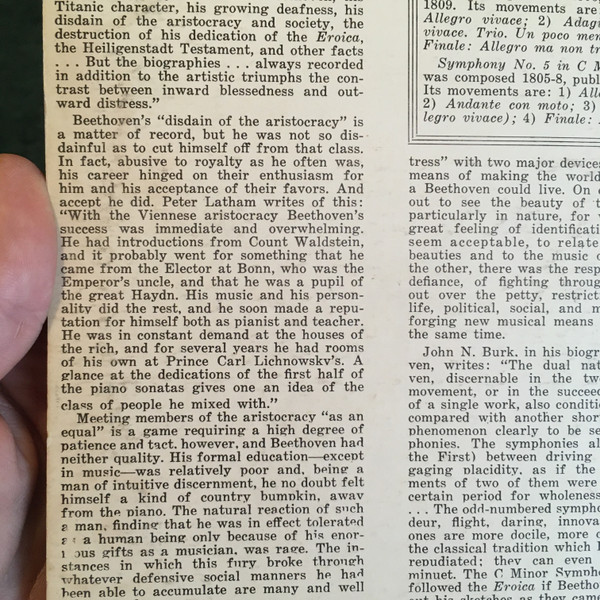 Titanic character, his growing deafness, his
disdain of the aristocracy and society, the
destruction of his dedication of the Eroica,
the Heiligenstadt Testament, and other facts
. . . But the biographies . . . always recorded
in addition to the artistic triumphs the con-
trast between inward blessedness and out-
ward distress."
Beethoven's "disdain of the aristocracy" is
a matter of record, but he was not so dis-
dainful as to cut himself off from that class.
In fact, abusive to royalty as he often was,
his career hinged on their enthusiasm for
him and his acceptance of their favors. And
accept he did. Peter Latham writes of this:
"With the Viennese aristocracy Beethoven's
success was immediate and overwhelming.
He had introductions from Count Waldstein,
and it probably went for something that he
came from the Elector at Bonn, who was the
Emperor's uncle, and that he was a pupil of
the great Haydn. His music and his person-
ality did the rest, and he soon made a repu-
tation for himself both as pianist and teacher.
He was in constant demand at the houses of
the rich, and for several years he had rooms
of his own at Prince Carl Lichnowsky's. A
glance at the dedications of the first half of
the piano sonatas gives one an idea of the
class of people he mixed with."
Meeting members of the aristocracy "as an
equal" is a game requiring a high degree of
patience and tact, however, and Beethoven had
neither quality. His formal education—except
in music—was relatively poor and, being a
man of intuitive discernment, he no doubt felt
himself a kind of country bumpkin, away
from the piano. The natural reaction of such
a man, finding that he was in effect tolerated
as a human being only because of his enor-
ous gifts as a musician, was rage. The in-
stances in which this fury broke through
whatever defensive social manners he had
been able to accumulate are many and well
1809. Its movements are
Allegro vivace; 2) Adag
vivace. Trio. Un poco men
Finale: Allegro ma non tr
Symphony No. 5 in C M
was composed 1805-8, publ
Its movements are: 1) All
2) Andante con moto; 3)
legro vivace); 4) Finale:
tress" with two major devices
means of making the world
a Beethoven could live. On
out to see the beauty of t
particularly in nature, for
great feeling of identificati
seem acceptable, to relate
beauties and to the music
the other, there was the resp
defiance, of fighting throug
out over the petty, restrict
life, political, social, and m
forging new musical means
the same time.
John N. Burk, in his biogr
ven, writes: "The dual nat
ven, discernable in the tw
movement, or in the succee
of a single work, also conditi
compared with another shor
phenomenon clearly to be se
phonies. The symphonies al
the First) between driving
gaging placidity, as if the
ments of two of them were
certain period for wholeness
. . . The odd-numbered sympho
deur, flight, daring, innova
ones are more docile, more c
the classical tradition which
repudiated; they can even
minuet. The C Minor Symph
followed the Eroica if Beetho
his sketches as they came